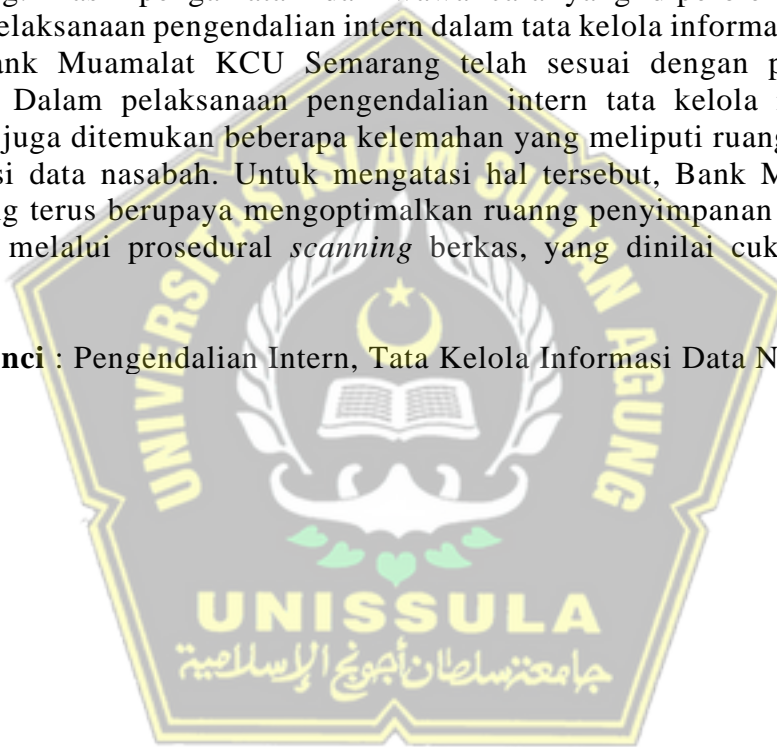 elaksanaan pengendalian intern dalam tata kelola informa
ank Muamalat KCU Semarang telah sesuai dengan p
Dalam pelaksanaan pengendalian intern tata kelola
juga ditemukan beberapa kelemahan yang meliputi ruang
si data nasabah. Untuk mengatasi hal tersebut, Bank M
g terus berupaya mengoptimalkan ruanng penyimpanan
melalui prosedural scanning berkas, yang dinilai cuk
nci : Pengendalian Intern, Tata Kelola Informasi Data N
UNIVERSITAS ISLAM SULTAN AGUNG
UNISSULA
جامعتنسلطان أجونج الإسلامية